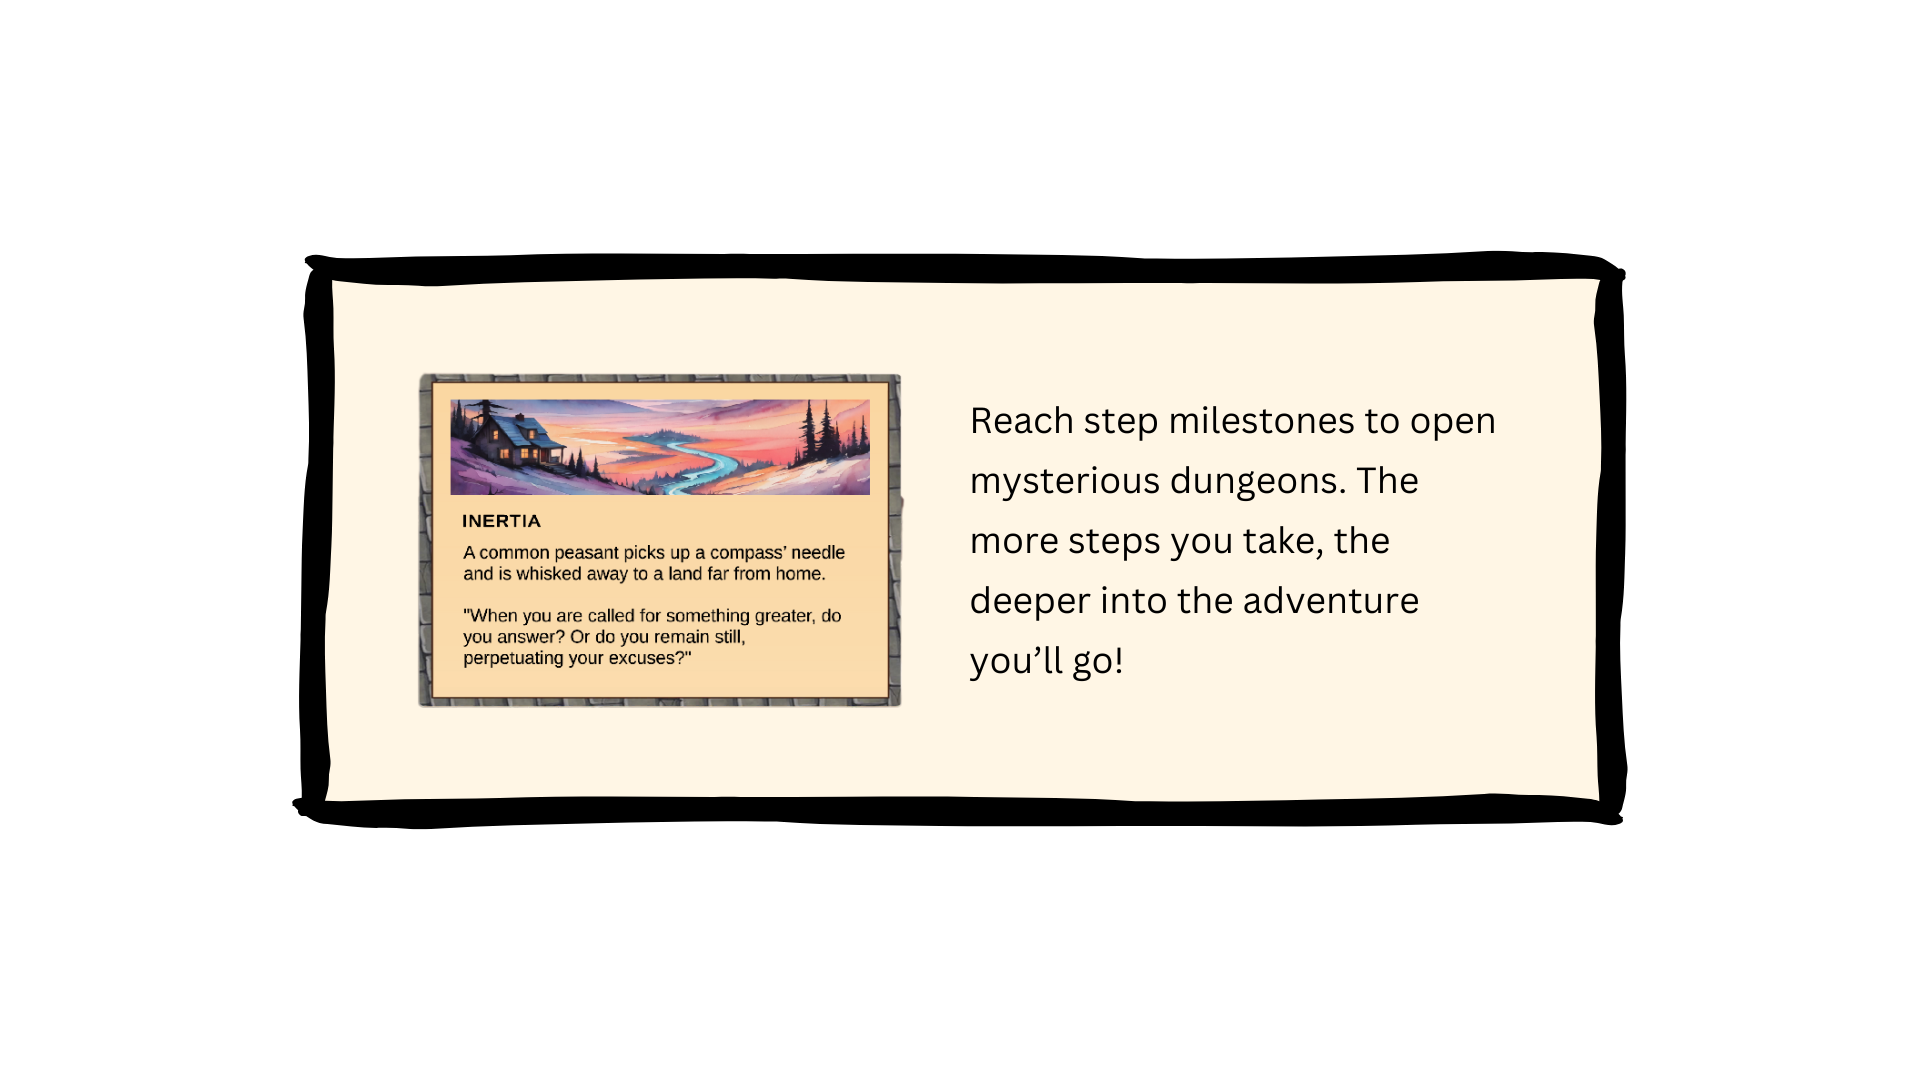 INERTIA
A common peasant picks up a compass’ needle
and is whisked away to a land far from home.
"When you are called for something greater, do
you answer? Or do you remain still,
perpetuating your excuses?"
Reach step milestones to open
mysterious dungeons. The
more steps you take, the
deeper into the adventure
you’ll go!